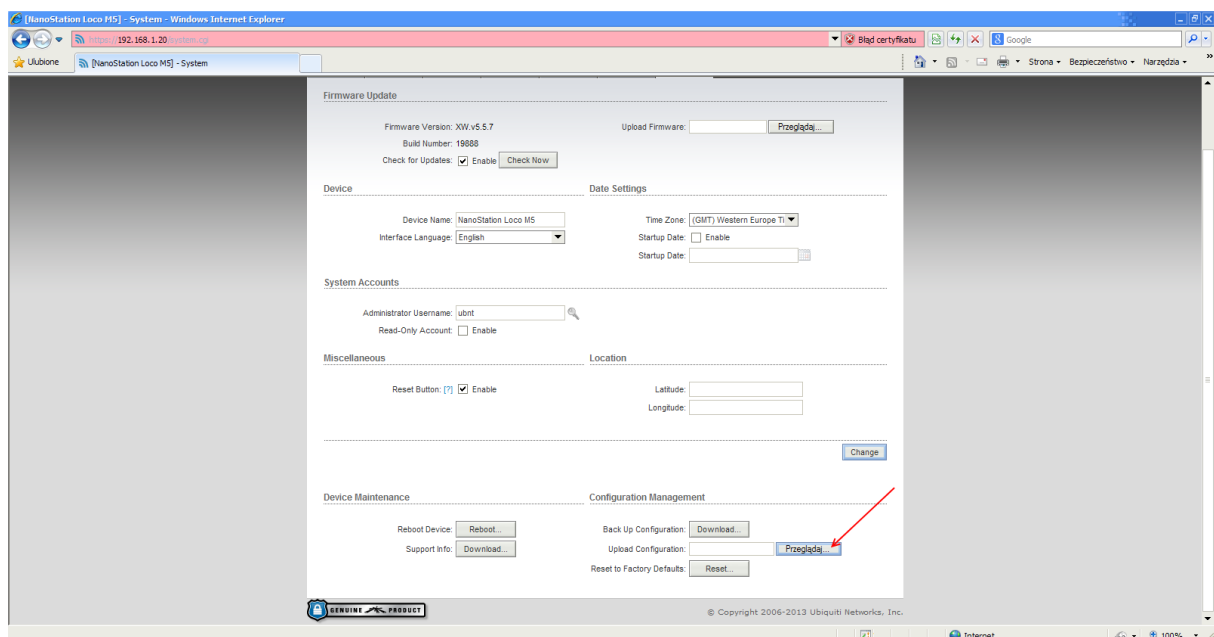 [NanoStation Loco M5] - System - Windows Internet Explorer
https://192.168.1.20/system.cgi Błąd certyfikatu Google
Ulubione [NanoStation Loco M5] - System Strona Bezpieczeństwo Narzędzia »
Firmware Update
Firmware Version: XW.v5.5.7 Upload Firmware: Przeglądaj...
Build Number: 19888
Check for Updates: Enable Check Now
Device Date Settings
Device Name: NanoStation Loco M5 Time Zone: (GMT) Western Europe Ti
Interface Language: English Startup Date: Enable
Startup Date:
System Accounts
Administrator Username: ubnt
Read-Only Account: Enable
Miscellaneous Location
Reset Button: [?] Enable Latitude:
Longitude:
Change
Device Maintenance Configuration Management
Reboot Device: Reboot... Back Up Configuration: Download...
Support Info: Download... Upload Configuration: Przeglądaj...
Reset to Factory Defaults: Reset...
GENUINE PRODUCT © Copyright 2006-2013 Ubiquiti Networks, Inc.
Internet 100%